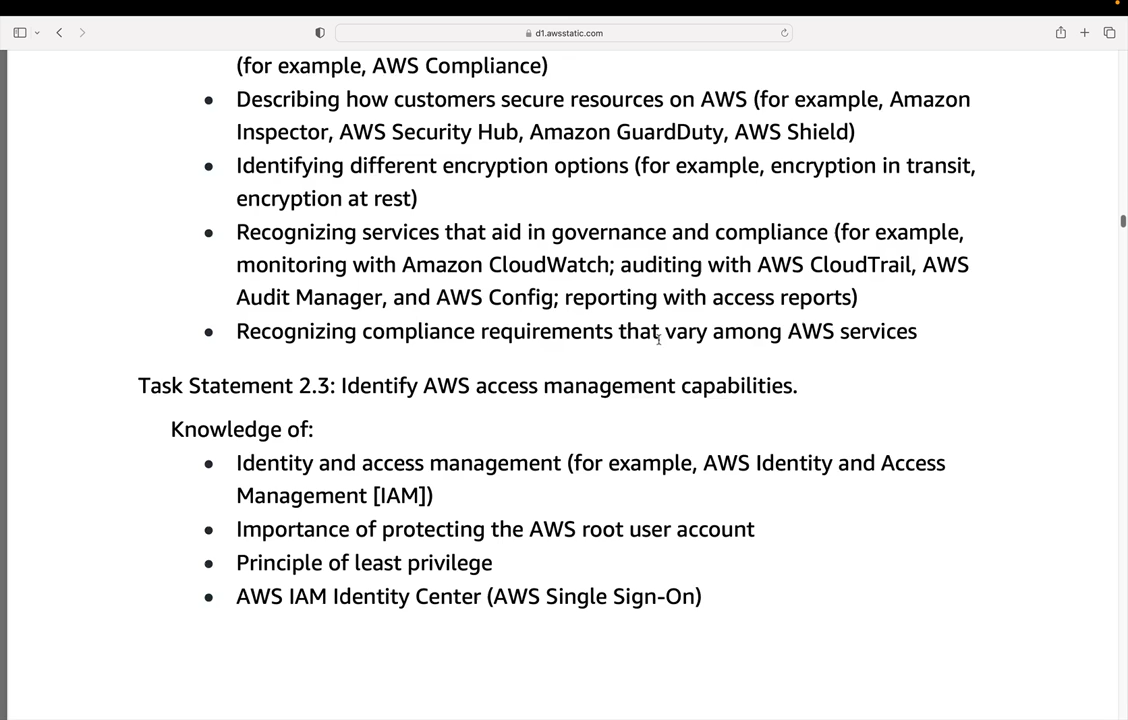 d1.awsstatic.com
(for example, AWS Compliance)
• Describing how customers secure resources on AWS (for example, Amazon
Inspector, AWS Security Hub, Amazon GuardDuty, AWS Shield)
• Identifying different encryption options (for example, encryption in transit,
encryption at rest)
• Recognizing services that aid in governance and compliance (for example,
monitoring with Amazon CloudWatch; auditing with AWS CloudTrail, AWS
Audit Manager, and AWS Config; reporting with access reports)
• Recognizing compliance requirements that vary among AWS services
Task Statement 2.3: Identify AWS access management capabilities.
Knowledge of:
• Identity and access management (for example, AWS Identity and Access
Management [IAM])
• Importance of protecting the AWS root user account
• Principle of least privilege
• AWS IAM Identity Center (AWS Single Sign-On)